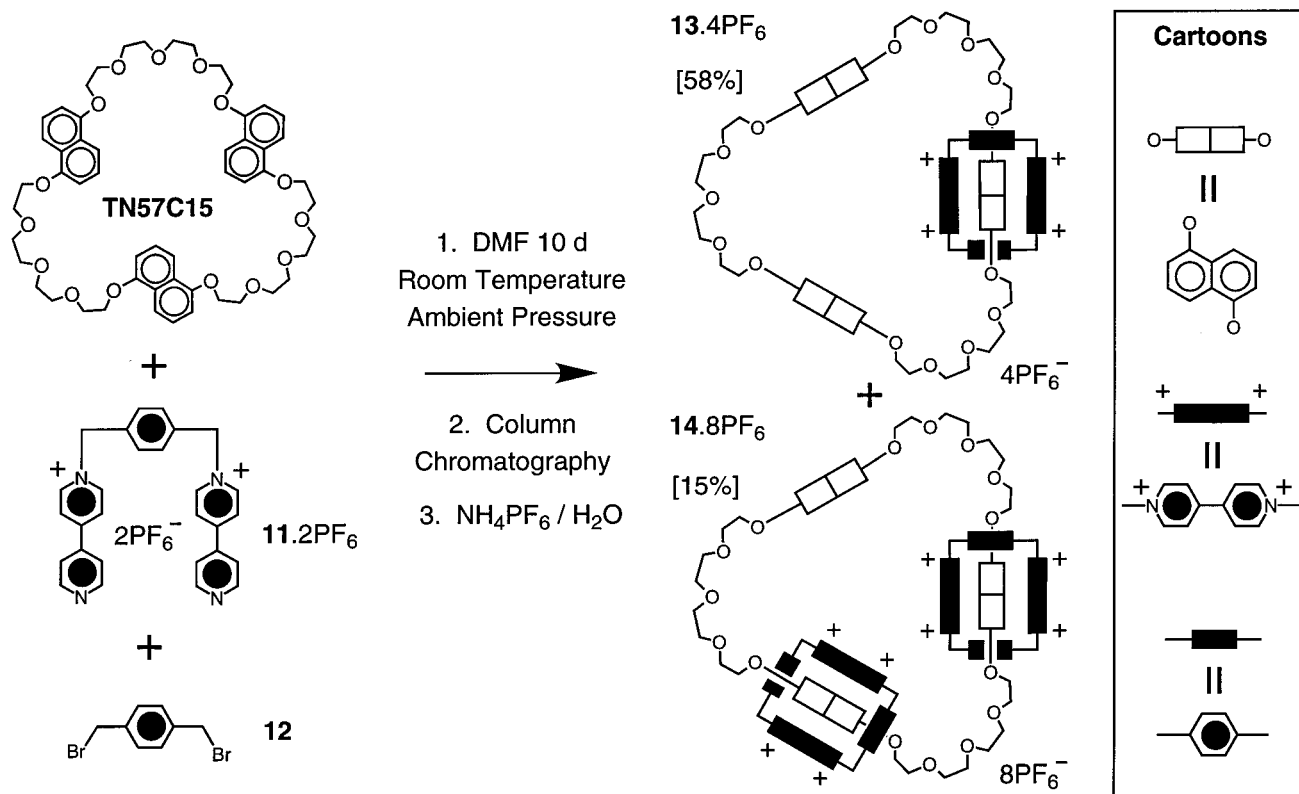 TN57C15
+
2PF6−
11.2PF6
+
12
Br
Br
1. DMF 10 d
Room Temperature
Ambient Pressure
2. Column
Chromatography
3. NH4PF6 / H2O
13.4PF6
[58%]
4PF6−
+
14.8PF6
[15%]
8PF6−
Cartoons